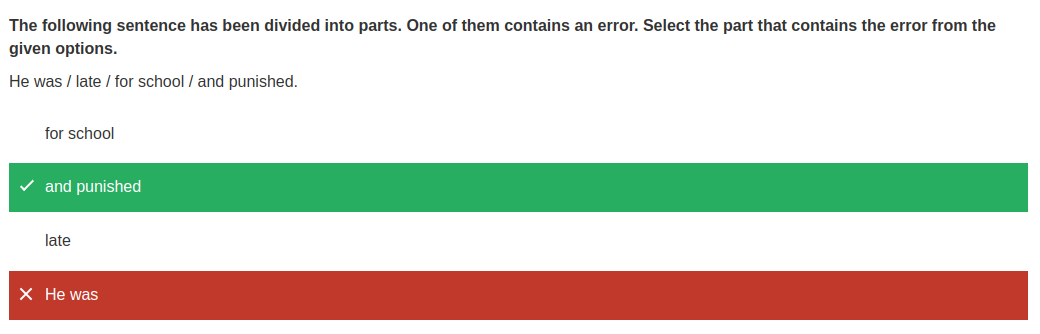 The following sentence has been divided into parts. One of them contains an error. Select the part that contains the error from the
given options.
He was / late / for school / and punished.
for school
and punished
late
He was